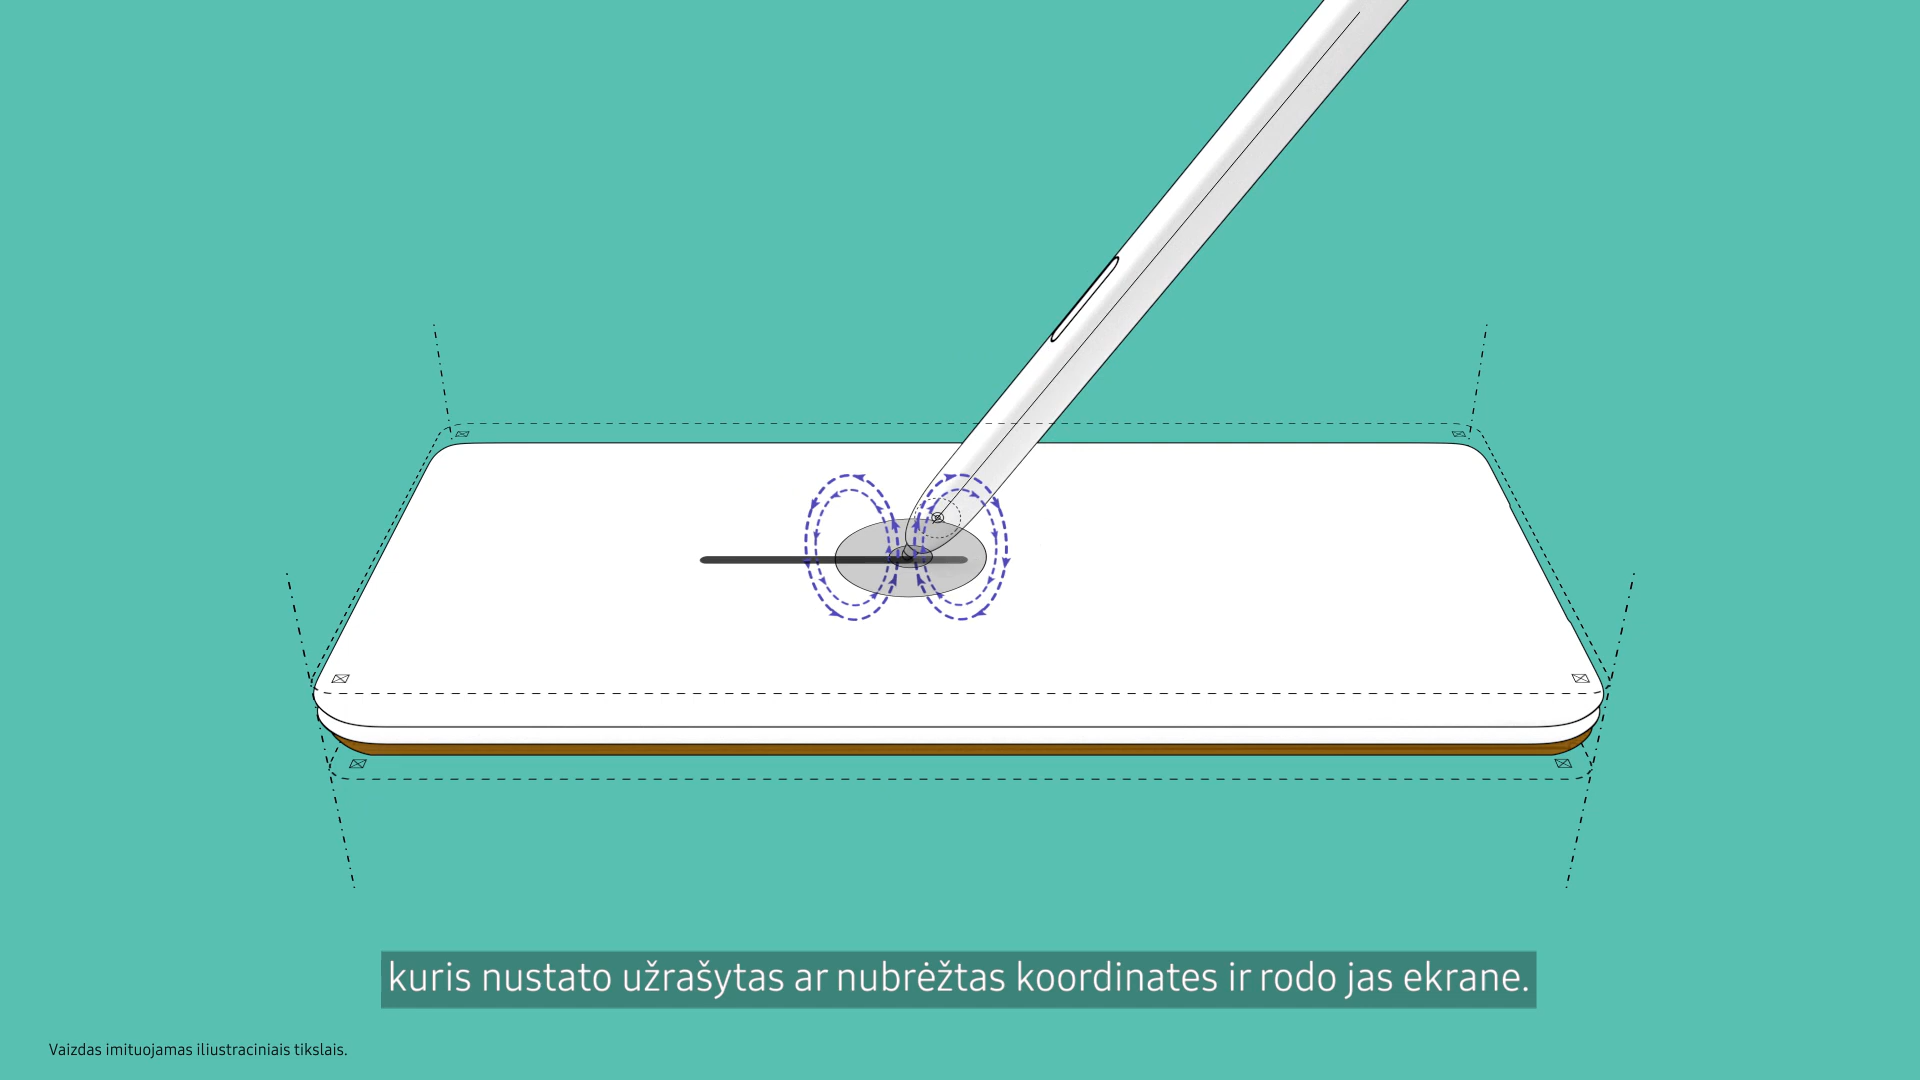 kuris nustato užrašytas ar nubrėžtas koordinates ir rodo jas ekrane.
Vaizdas imituojamas iliustraciniais tikslais.